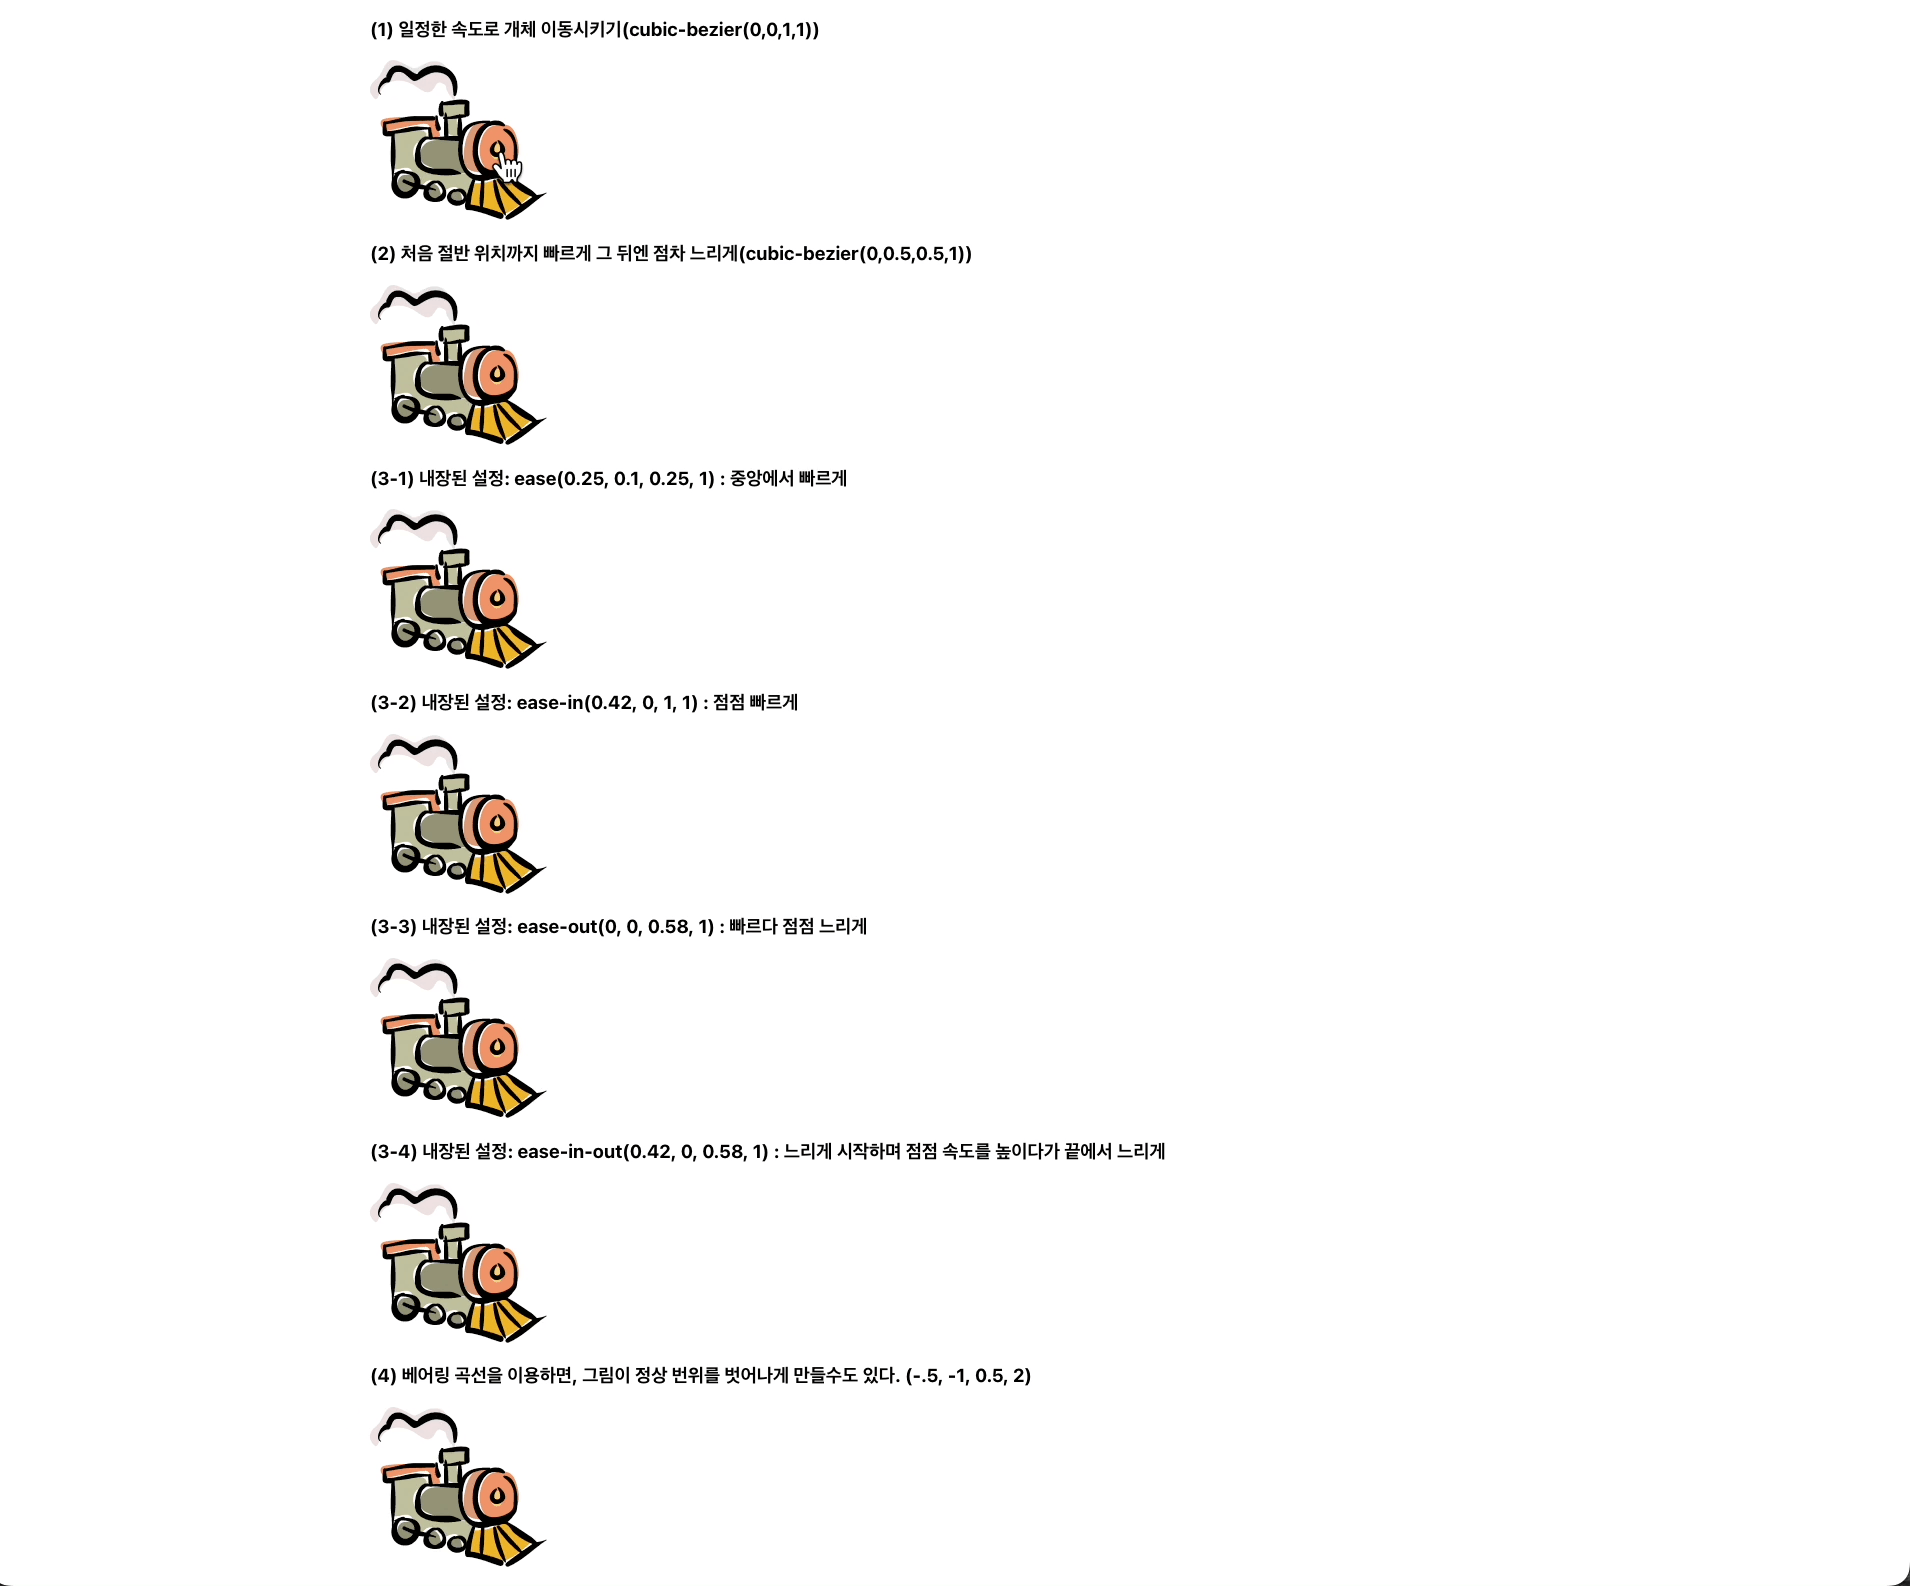 (1) 일정한 속도로 개체 이동시키기(cubic-bezier(0,0,1,1))
(2) 처음 절반 위치까지 빠르게 그 뒤엔 점차 느리게(cubic-bezier(0,0.5,0.5,1))
(3-1) 내장된 설정: ease(0.25, 0.1, 0.25, 1) : 중앙에서 빠르게
(3-2) 내장된 설정: ease-in(0.42, 0, 1, 1) : 점점 빠르게
(3-3) 내장된 설정: ease-out(0, 0, 0.58, 1) : 빠르다 점점 느리게
(3-4) 내장된 설정: ease-in-out(0.42, 0, 0.58, 1) : 느리게 시작하며 점점 속도를 높이다가 끝에서 느리게
(4) 베어링 곡선을 이용하면, 그림이 정상 번위를 벗어나게 만들수도 있다. (-.5, -1, 0.5, 2)